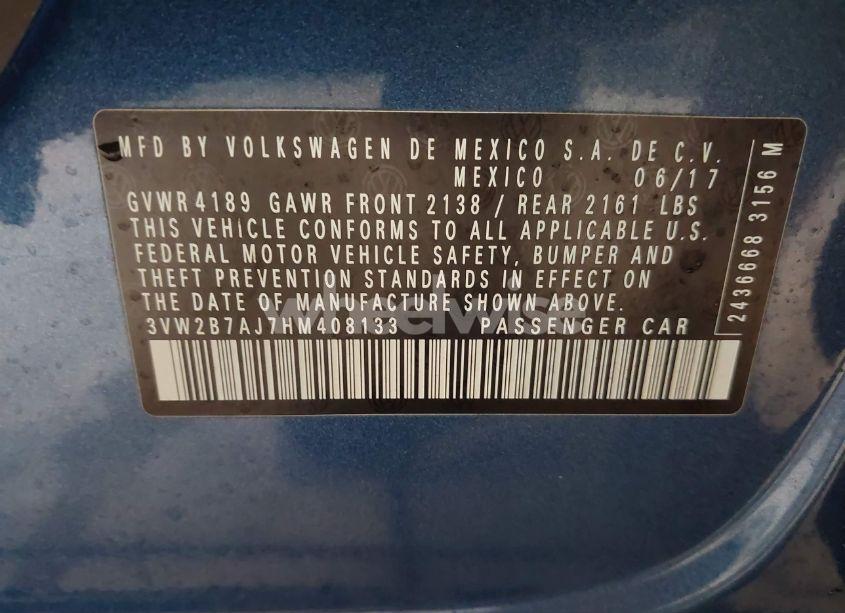 MFD BY VOLKSWAGEN DE MEXICO S.A. DE C.V.
MEXICO 06/17
GVWR 4189 GAWR FRONT 2138 / REAR 2161 LBS
THIS VEHICLE CONFORMS TO ALL APPLICABLE U.S.
FEDERAL MOTOR VEHICLE SAFETY, BUMPER AND
THEFT PREVENTION STANDARDS IN EFFECT ON
THE DATE OF MANUFACTURE SHOWN ABOVE.
3VW2B7AJ7HM408133 PASSENGER CAR
2436668 3156 M
wheelwise